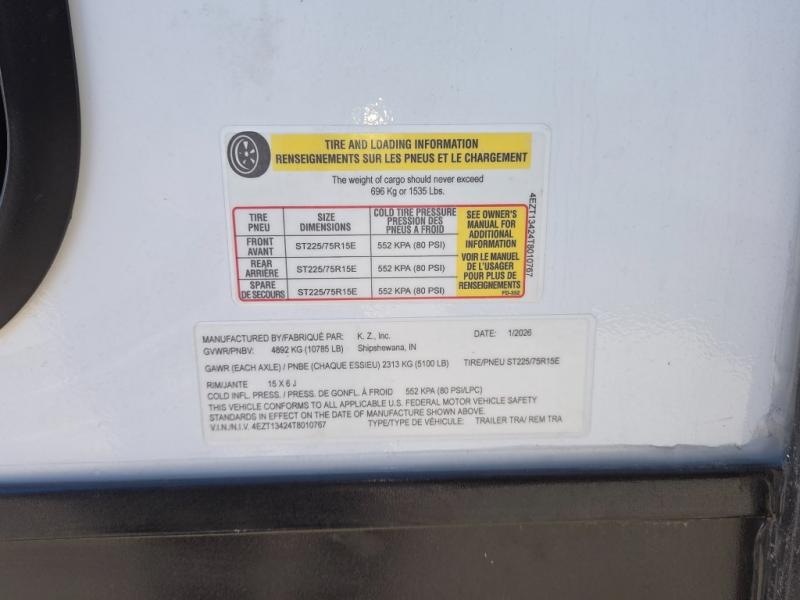 TIRE AND LOADING INFORMATION
RENSEIGNEMENTS SUR LES PNEUS ET LE CHARGEMENT
The weight of cargo should never exceed
696 Kg or 1535 Lbs.
TIRE PNEU SIZE DIMENSIONS COLD TIRE PRESSURE PRESSION DES PNEUS A FROID
FRONT AVANT ST225/75R15E 552 KPA (80 PSI)
REAR ARRIÈRE ST225/75R15E 552 KPA (80 PSI)
SPARE DE SECOURS ST225/75R15E 552 KPA (80 PSI)
SEE OWNER'S
MANUAL FOR
ADDITIONAL
INFORMATION
VOIR LE MANUEL
DE L'USAGER
POUR PLUS DE
RENSEIGNEMENTS
PD-352
4EZT13424T8010767
MANUFACTURED BY/FABRIQUÉ PAR: K. Z., Inc. DATE: 1/2026
GVWR/PNBV: 4892 KG (10785 LB) Shipshewana, IN
GAWR (EACH AXLE) / PNBE (CHAQUE ESSIEU) 2313 KG (5100 LB) TIRE/PNEU ST225/75R15E
RIM/JANTE 15 X 6 J
COLD INFL. PRESS. / PRESS. DE GONFL. À FROID 552 KPA (80 PSI/LPC)
THIS VEHICLE CONFORMS TO ALL APPLICABLE U.S. FEDERAL MOTOR VEHICLE SAFETY
STANDARDS IN EFFECT ON THE DATE OF MANUFACTURE SHOWN ABOVE.
V.I.N./N.I.V. 4EZT13424T8010767 TYPE/TYPE DE VÉHICULE: TRAILER TRA/ REM TRA